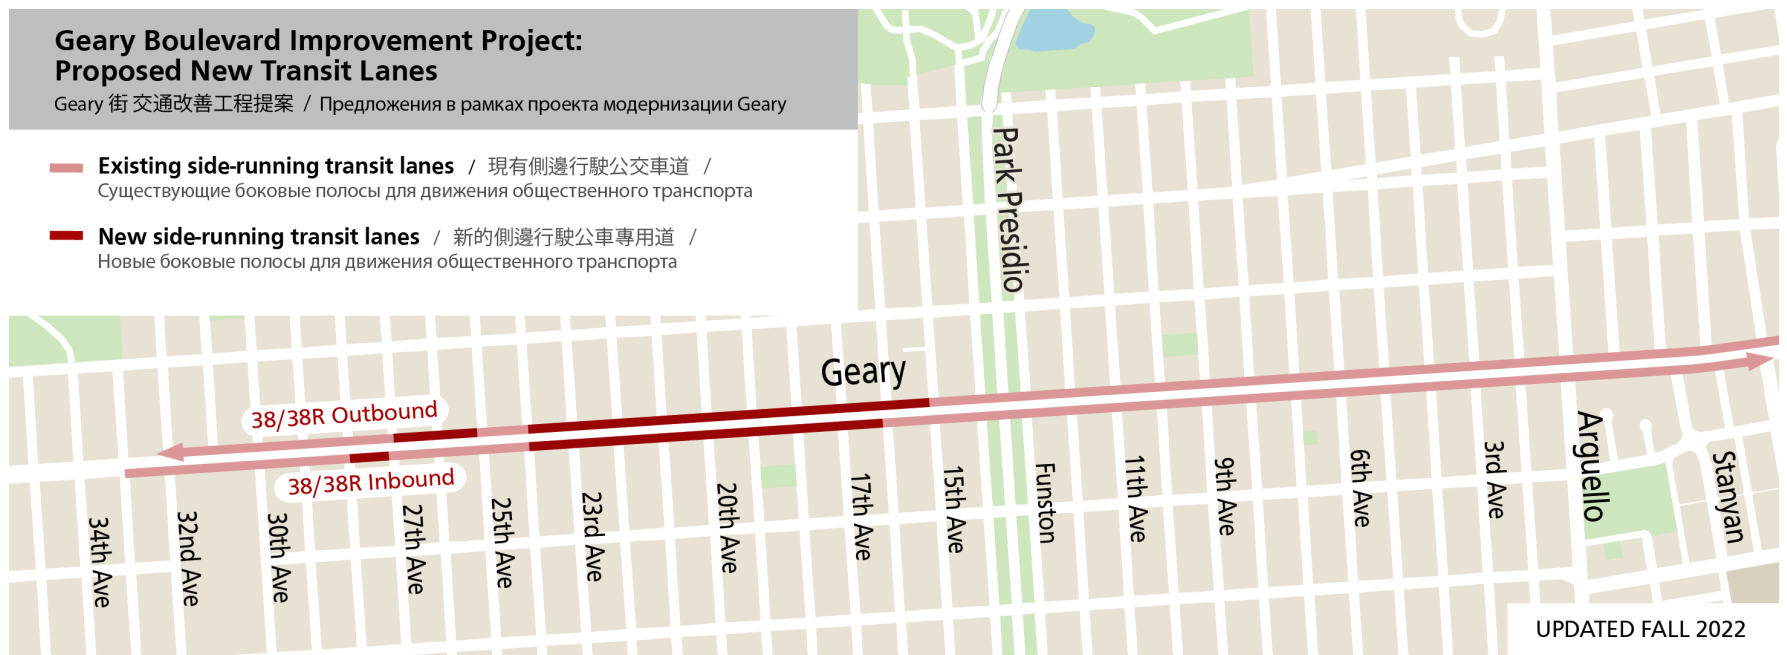 Geary Boulevard Improvement Project:
Proposed New Transit Lanes
Geary 街 交通改善工程提案 / Предложения в рамках проекта модернизации Geary
Existing side-running transit lanes / 現有側邊行駛公交車道 /
Существующие боковые полосы для движения общественного транспорта
New side-running transit lanes / 新的側邊行駛公車專用道 /
Новые боковые полосы для движения общественного транспорта
Park Presidio
Geary
38/38R Outbound
38/38R Inbound
34th Ave
32nd Ave
30th Ave
27th Ave
25th Ave
23rd Ave
20th Ave
17th Ave
15th Ave
Funston
11th Ave
9th Ave
6th Ave
3rd Ave
Arguello
Stanyan
UPDATED FALL 2022